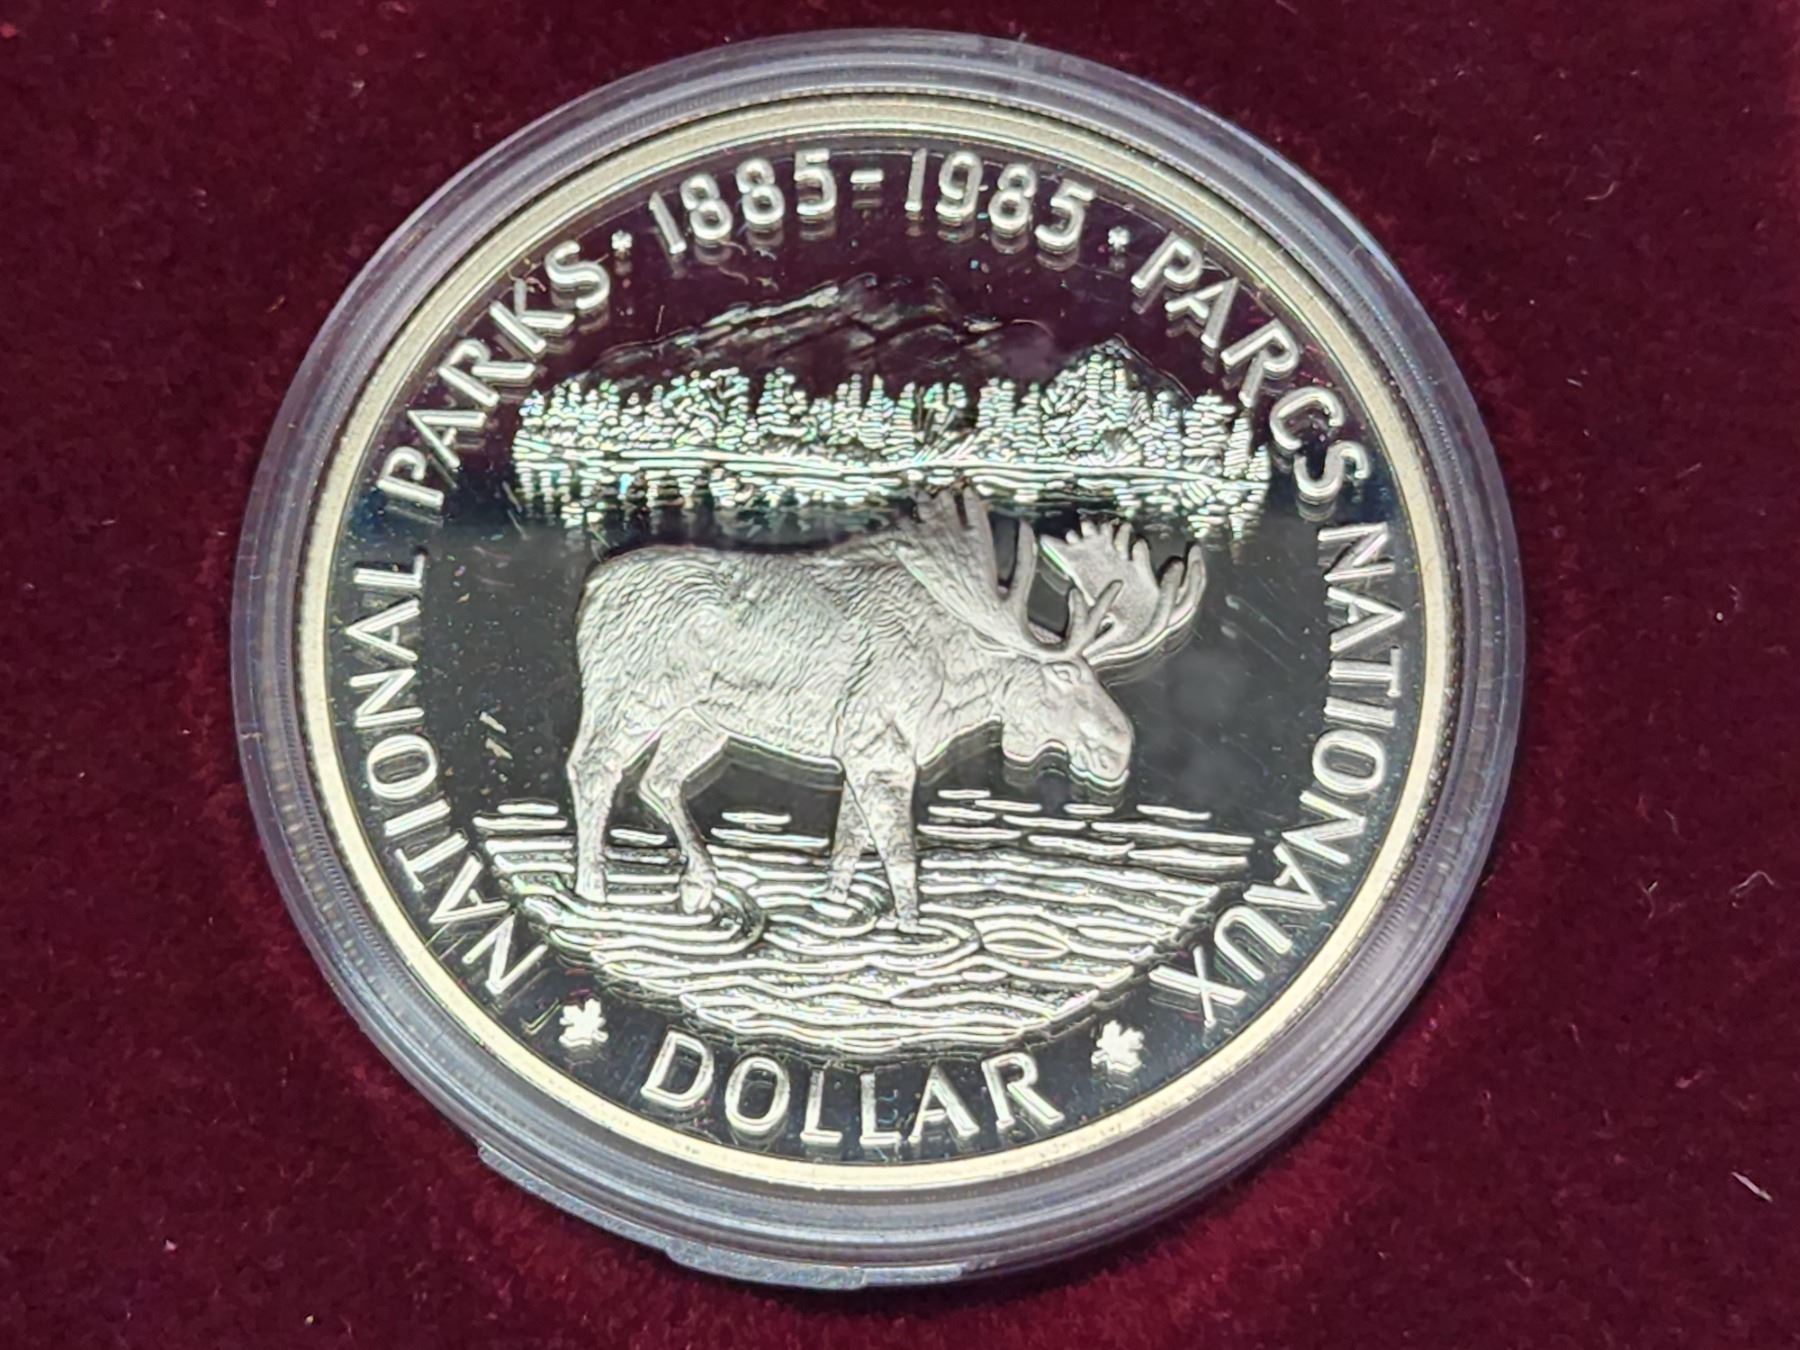 NATIONAL PARKS · 1885-1985 · PARCS NATIONAUX
DOLLAR